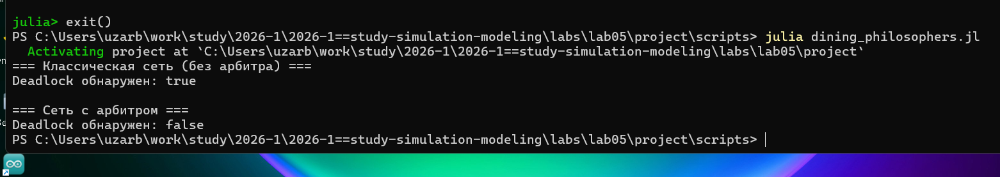 julia> exit()
PS C:\Users\uzarb\work\study\2026-1\2026-1==study-simulation-modeling\labs\lab05\project\scripts> julia dining_philosophers.jl
Activating project at `C:\Users\uzarb\work\study\2026-1\2026-1==study-simulation-modeling\labs\lab05\project`
=== Классическая сеть (без арбитра) ===
Deadlock обнаружен: true
=== Сеть с арбитром ===
Deadlock обнаружен: false
PS C:\Users\uzarb\work\study\2026-1\2026-1==study-simulation-modeling\labs\lab05\project\scripts>